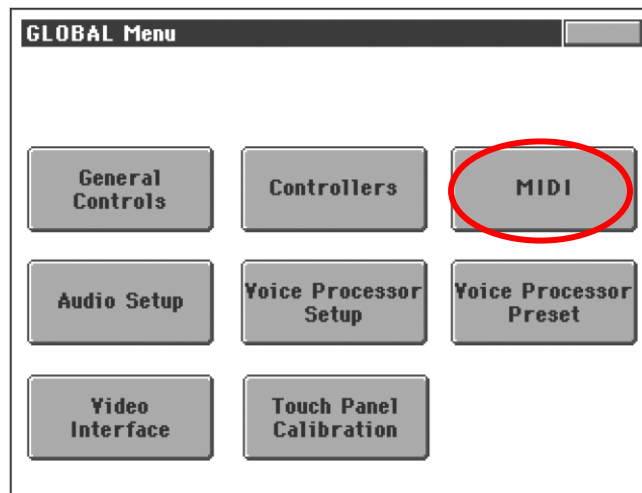 GLOBAL Menu
General
Controls
Controllers
MIDI
Audio Setup
Voice Processor
Setup
Voice Processor
Preset
Video
Interface
Touch Panel
Calibration